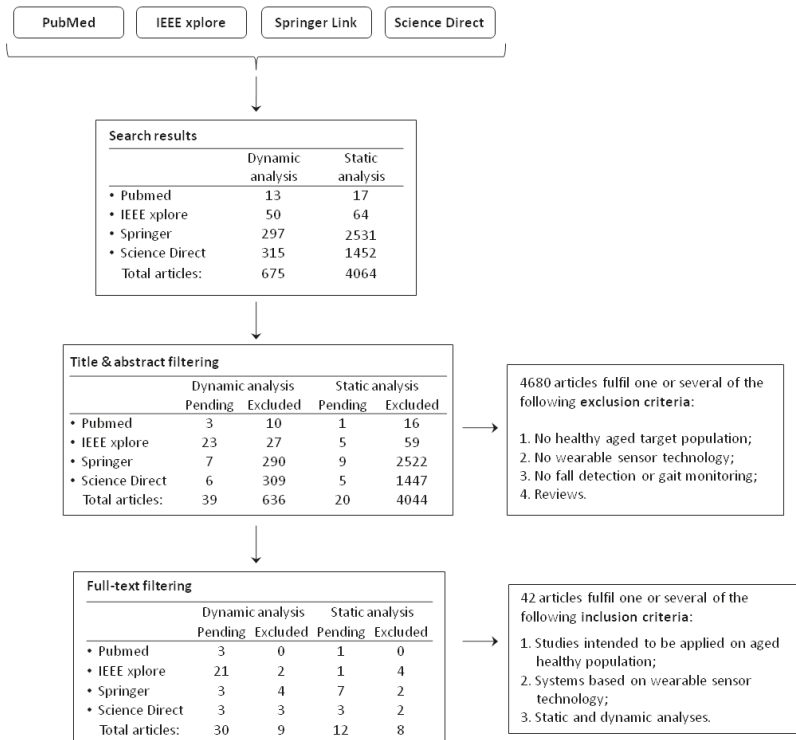 PubMed
IEEE xplore
Springer Link
Science Direct
Search results
Dynamic analysis Static analysis
• Pubmed 13 17
• IEEE xplore 50 64
• Springer 297 2531
• Science Direct 315 1452
Total articles: 675 4064
Title & abstract filtering
Dynamic analysis Static analysis
Pending Excluded Pending Excluded
• Pubmed 3 10 1 16
• IEEE xplore 23 27 5 59
• Springer 7 290 9 2522
• Science Direct 6 309 5 1447
Total articles: 39 636 20 4044
4680 articles fulfil one or several of the
following exclusion criteria:
1. No healthy aged target population;
2. No wearable sensor technology;
3. No fall detection or gait monitoring;
4. Reviews.
Full-text filtering
Dynamic analysis Static analysis
Pending Excluded Pending Excluded
• Pubmed 3 0 1 0
• IEEE xplore 21 2 1 4
• Springer 3 4 7 2
• Science Direct 3 3 3 2
Total articles: 30 9 12 8
42 articles fulfil one or several of the
following inclusion criteria:
1. Studies intended to be applied on aged
healthy population;
2. Systems based on wearable sensor
technology;
3. Static and dynamic analyses.